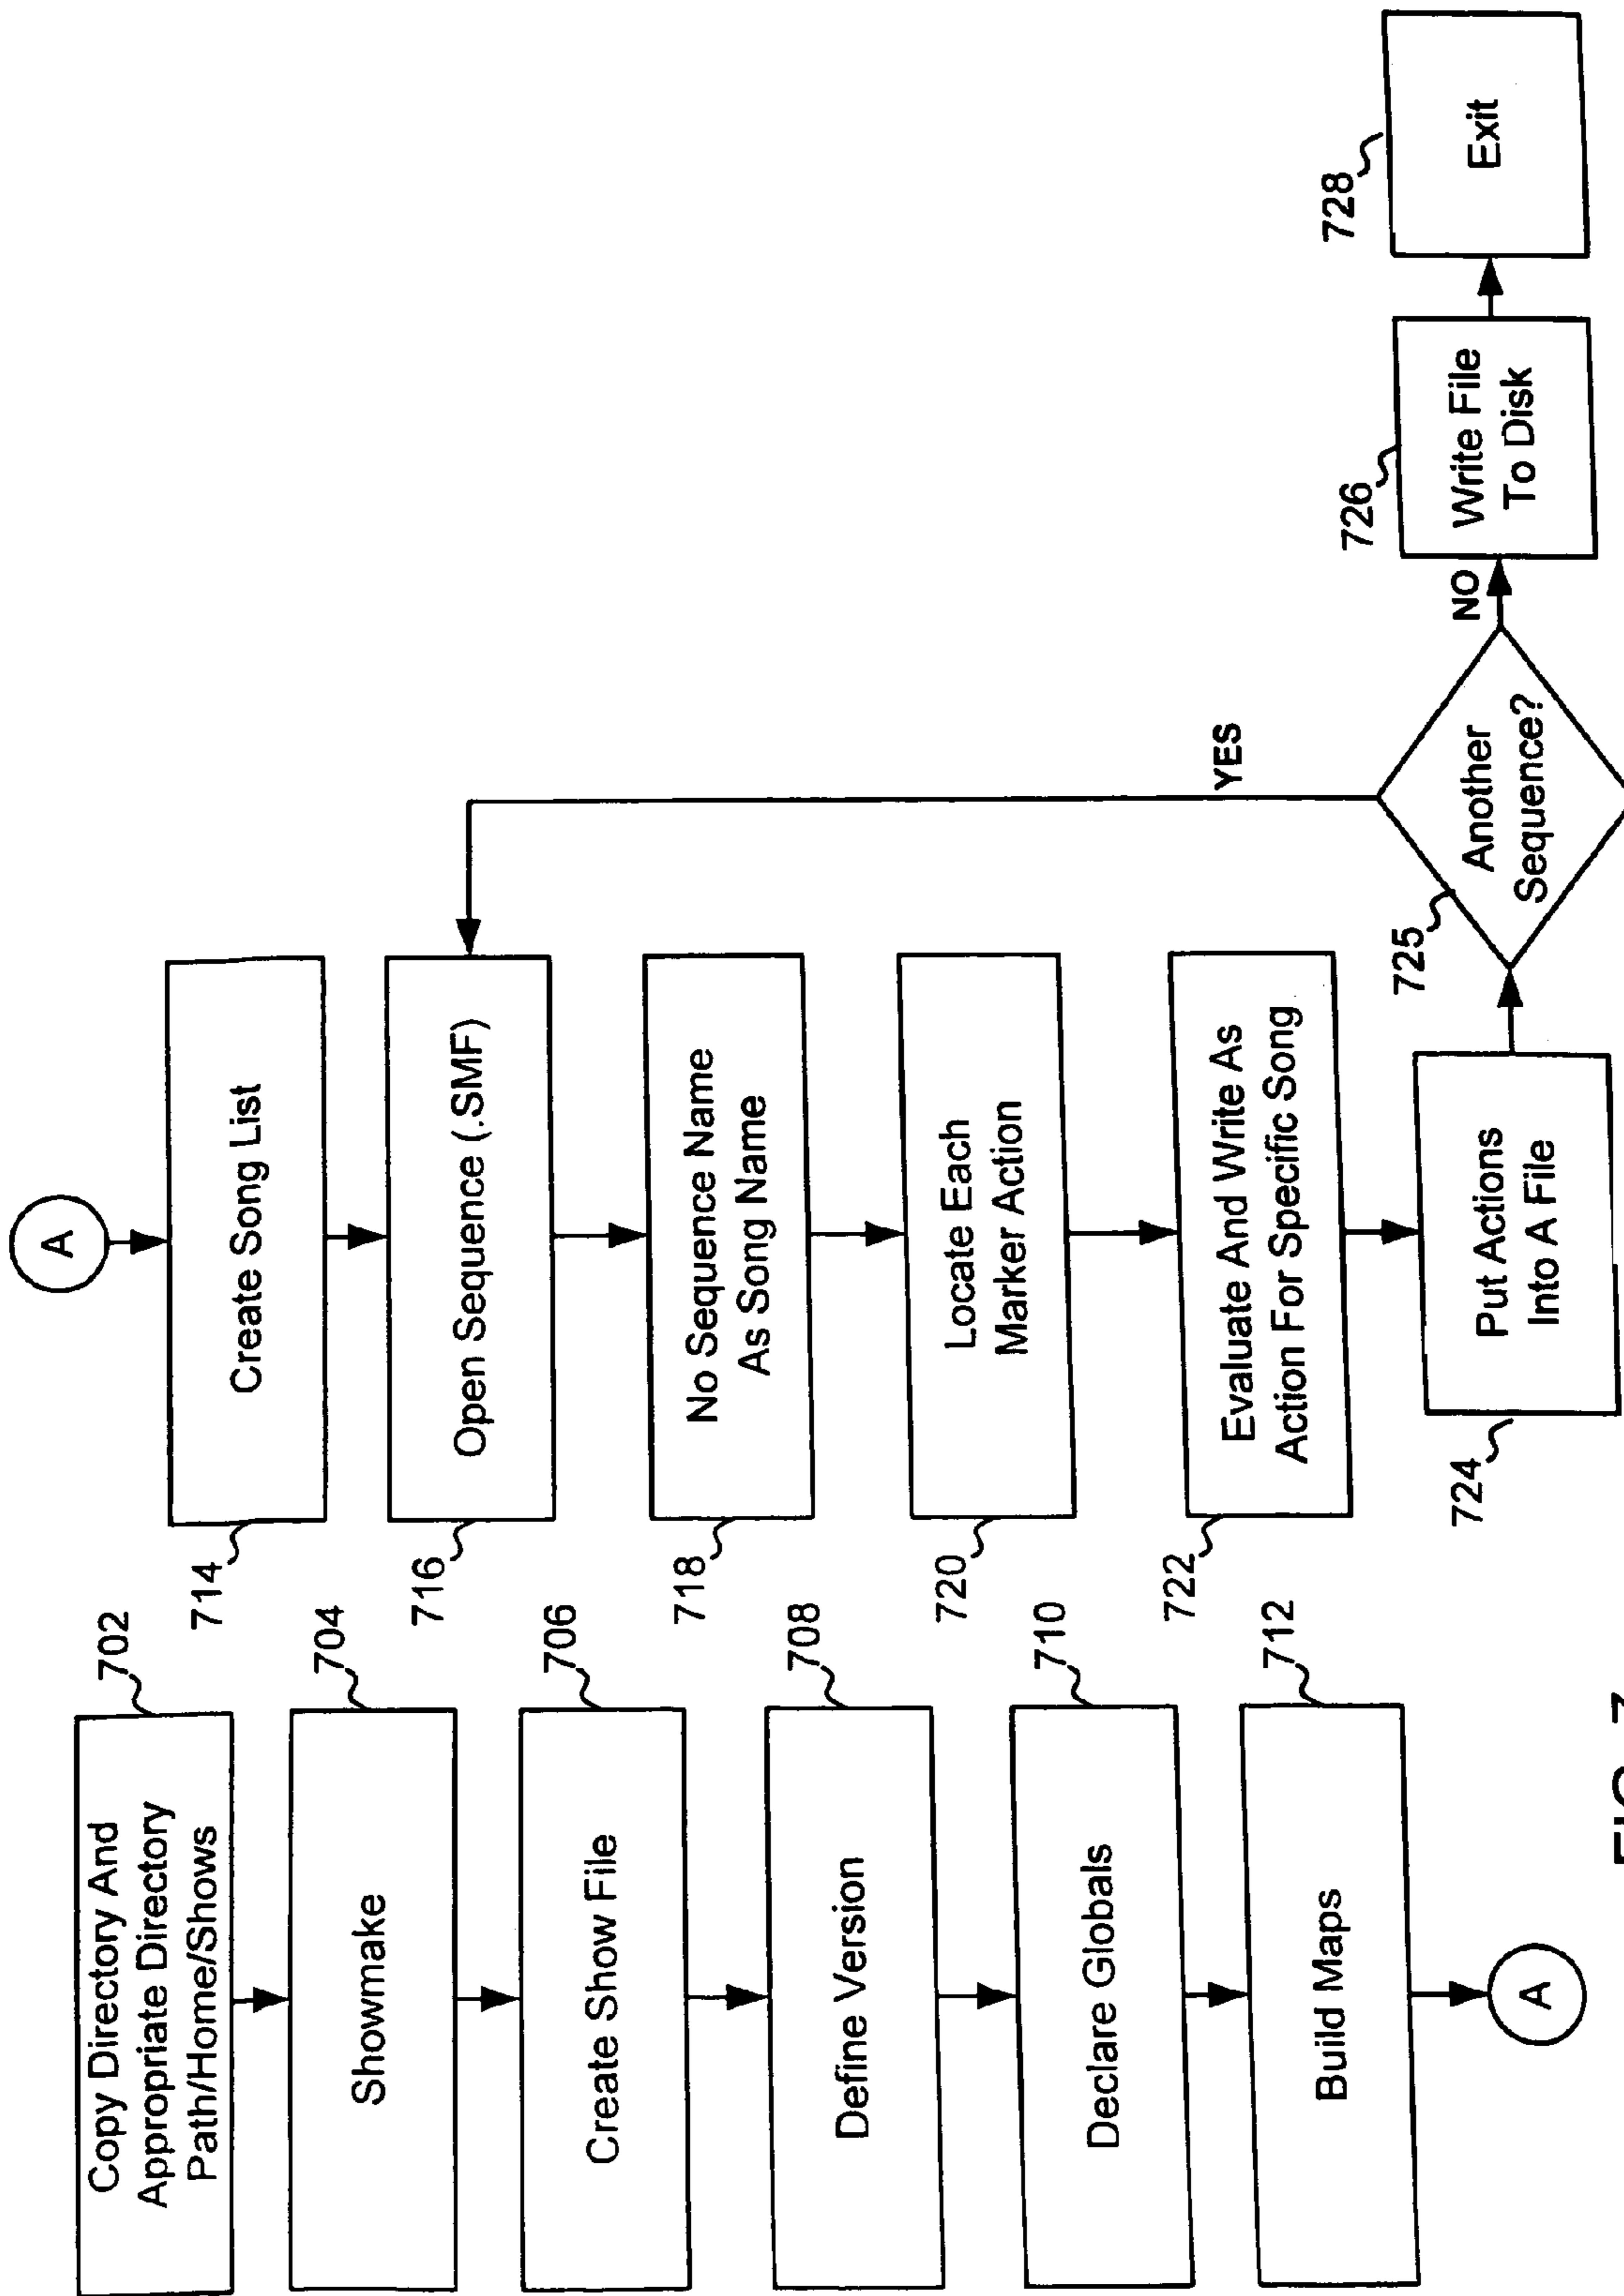 Copy Directory And
Appropriate Directory
Path/Home/Shows
702
Showmake
704
Create Show File
706
Define Version
708
Declare Globals
710
Build Maps
712
A
A
Create Song List
714
Open Sequence (.SMF)
716
No Sequence Name
As Song Name
718
Locate Each
Marker Action
720
Evaluate And Write As
Action For Specific Song
722
Put Actions
Into A File
724
Another
Sequence?
725
YES
NO
Write File
To Disk
726
Exit
728
FIG. 7